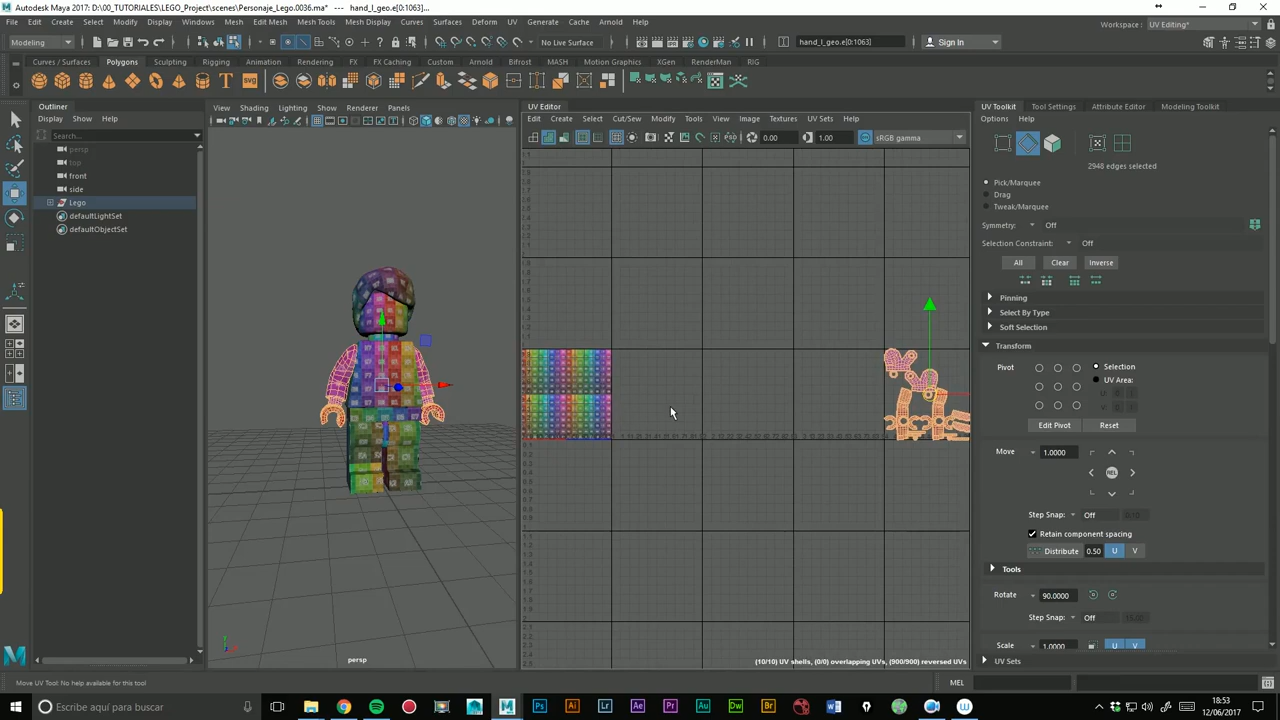 Autodesk Maya 2017: D:\00_TUTORIALES\LEGO_Project\scenes\Personaje_Lego.0036.ma* --- hand_l_geo.e[0:1063]...
File Edit Create Select Modify Display Windows Mesh Edit Mesh Mesh Tools Mesh Display Curves Surfaces Deform UV Generate Cache Arnold Help
Workspace : UV Editing*
Modeling
No Live Surface
hand_l_geo.e[0:1063]
Sign In
Curves / Surfaces Polygons Sculpting Rigging Animation Rendering FX FX Caching Custom Arnold Bifrost MASH Motion Graphics XGen RenderMan RIG
Outliner
Display Show Help
Search...
persp
top
front
side
Lego
defaultLightSet
defaultObjectSet
View Shading Lighting Show Renderer Panels
persp
UV Editor
Edit Create Select Cut/Sew Modify Tools View Image Textures UV Sets Help
0.00 1.00 sRGB gamma
(10/10) UV shells, (0/0) overlapping UVs, (900/900) reversed UVs
UV Toolkit Tool Settings Attribute Editor Modeling Toolkit
Options Help
2948 edges selected
Pick/Marquee
Drag
Tweak/Marquee
Symmetry: Off
Selection Constraint: Off
All Clear Inverse
Pinning
Select By Type
Soft Selection
Transform
Pivot Selection
UV Area:
Edit Pivot Reset
Move 1.0000
REL
Step Snap: Off
Retain component spacing
Distribute 0.50 U V
Tools
Rotate 90.0000
Step Snap: Off
Scale 1.0000 U V
UV Sets
Move UV Tool: No help available for this tool
MEL
Escribe aquí para buscar
18:53
12/06/2017